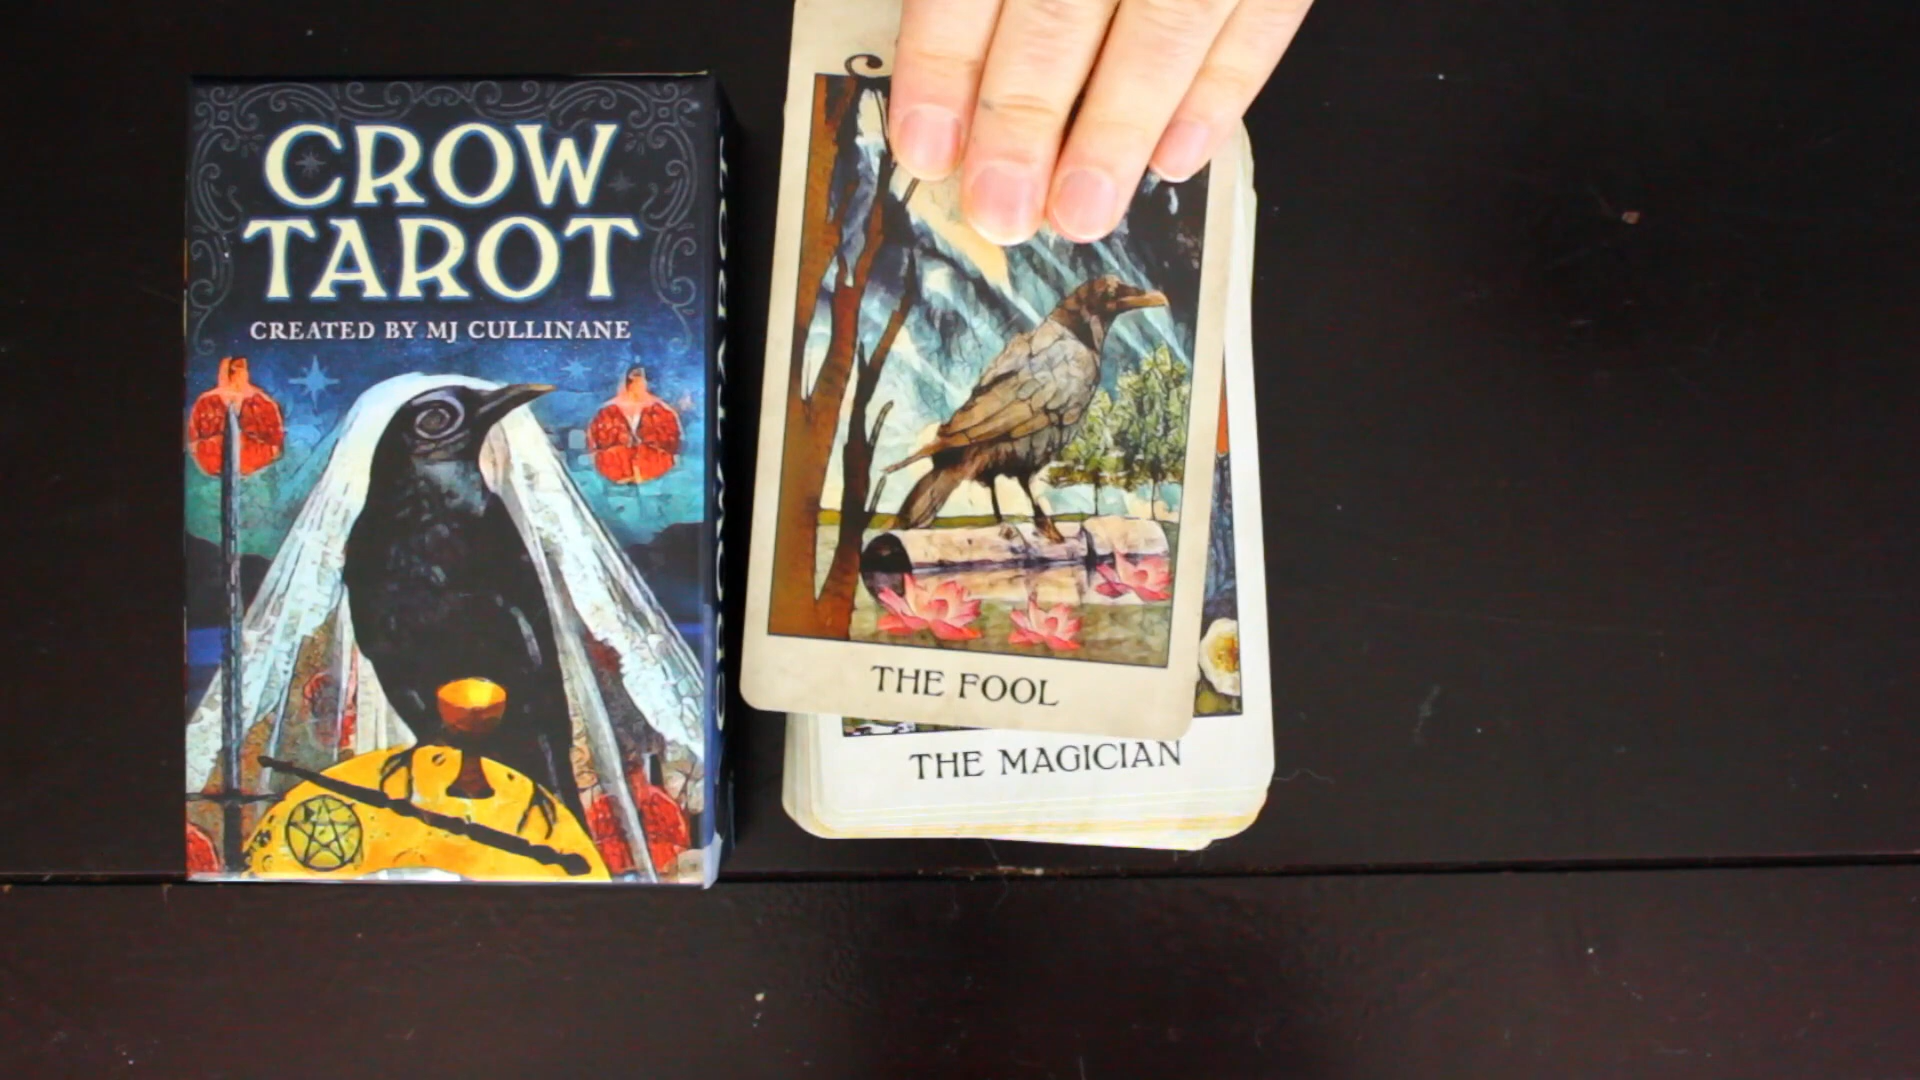 CROW
TAROT
CREATED BY MJ CULLINANE
THE FOOL
THE MAGICIAN